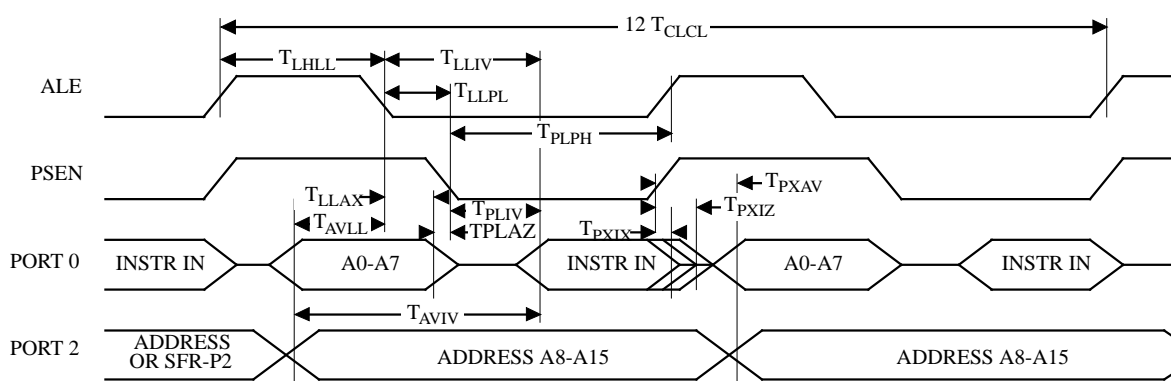 12 TCLCL
TLHLL TLLIV
ALE
TLLPL
TPLPH
PSEN
TPXAV
TLLAX
TPLIV
TPXIZ
TAVLL
TPLAZ
TPXIX
PORT 0
INSTR IN A0-A7 INSTR IN A0-A7 INSTR IN
TAVIV
PORT 2
ADDRESS
OR SFR-P2
ADDRESS A8-A15 ADDRESS A8-A15